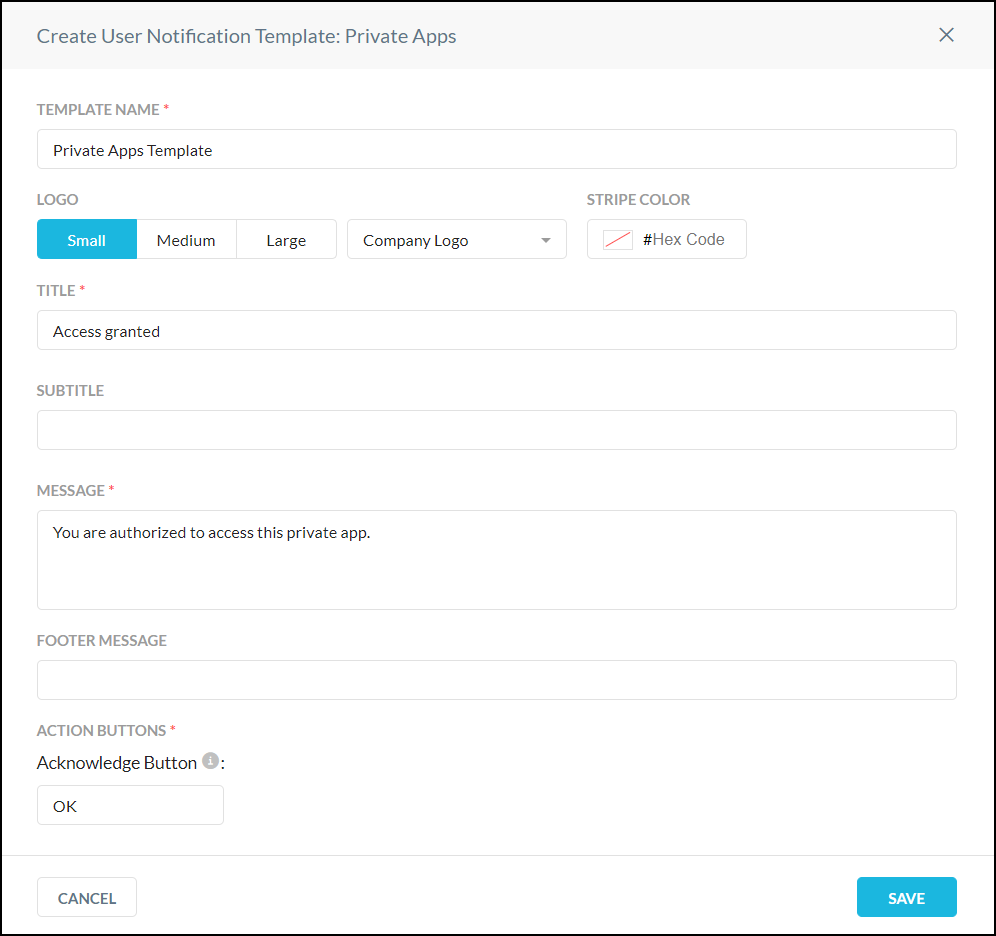 Create User Notification Template: Private Apps
TEMPLATE NAME *
Private Apps Template
LOGO
STRIPE COLOR
Small
Medium
Large
Company Logo
#Hex Code
TITLE *
Access granted
SUBTITLE
MESSAGE *
You are authorized to access this private app.
FOOTER MESSAGE
ACTION BUTTONS *
Acknowledge Button i :
OK
CANCEL
SAVE